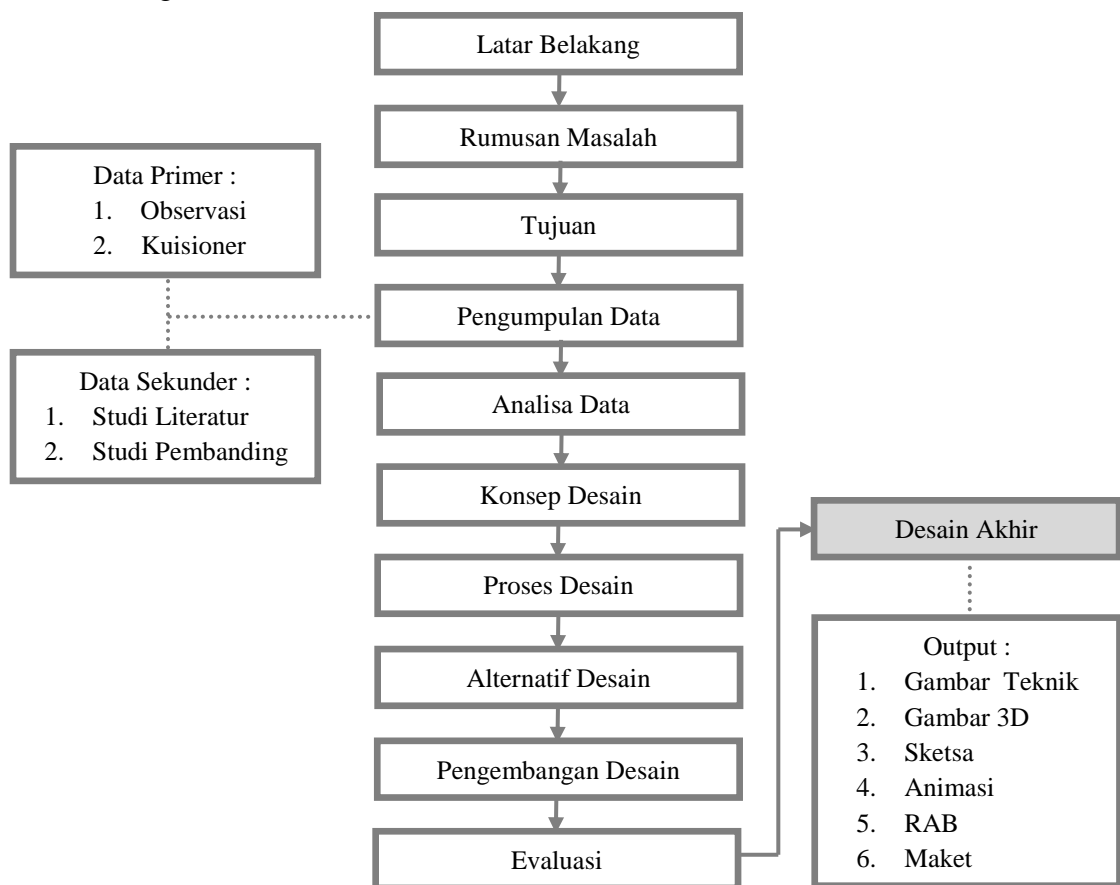 Latar Belakang
Rumusan Masalah
Data Primer :
1. Observasi
2. Kuisioner
Tujuan
Pengumpulan Data
Data Sekunder :
1. Studi Literatur
2. Studi Pembanding
Analisa Data
Konsep Desain
Desain Akhir
Proses Desain
Alternatif Desain
Output :
1. Gambar Teknik
2. Gambar 3D
3. Sketsa
4. Animasi
5. RAB
6. Maket
Pengembangan Desain
Evaluasi